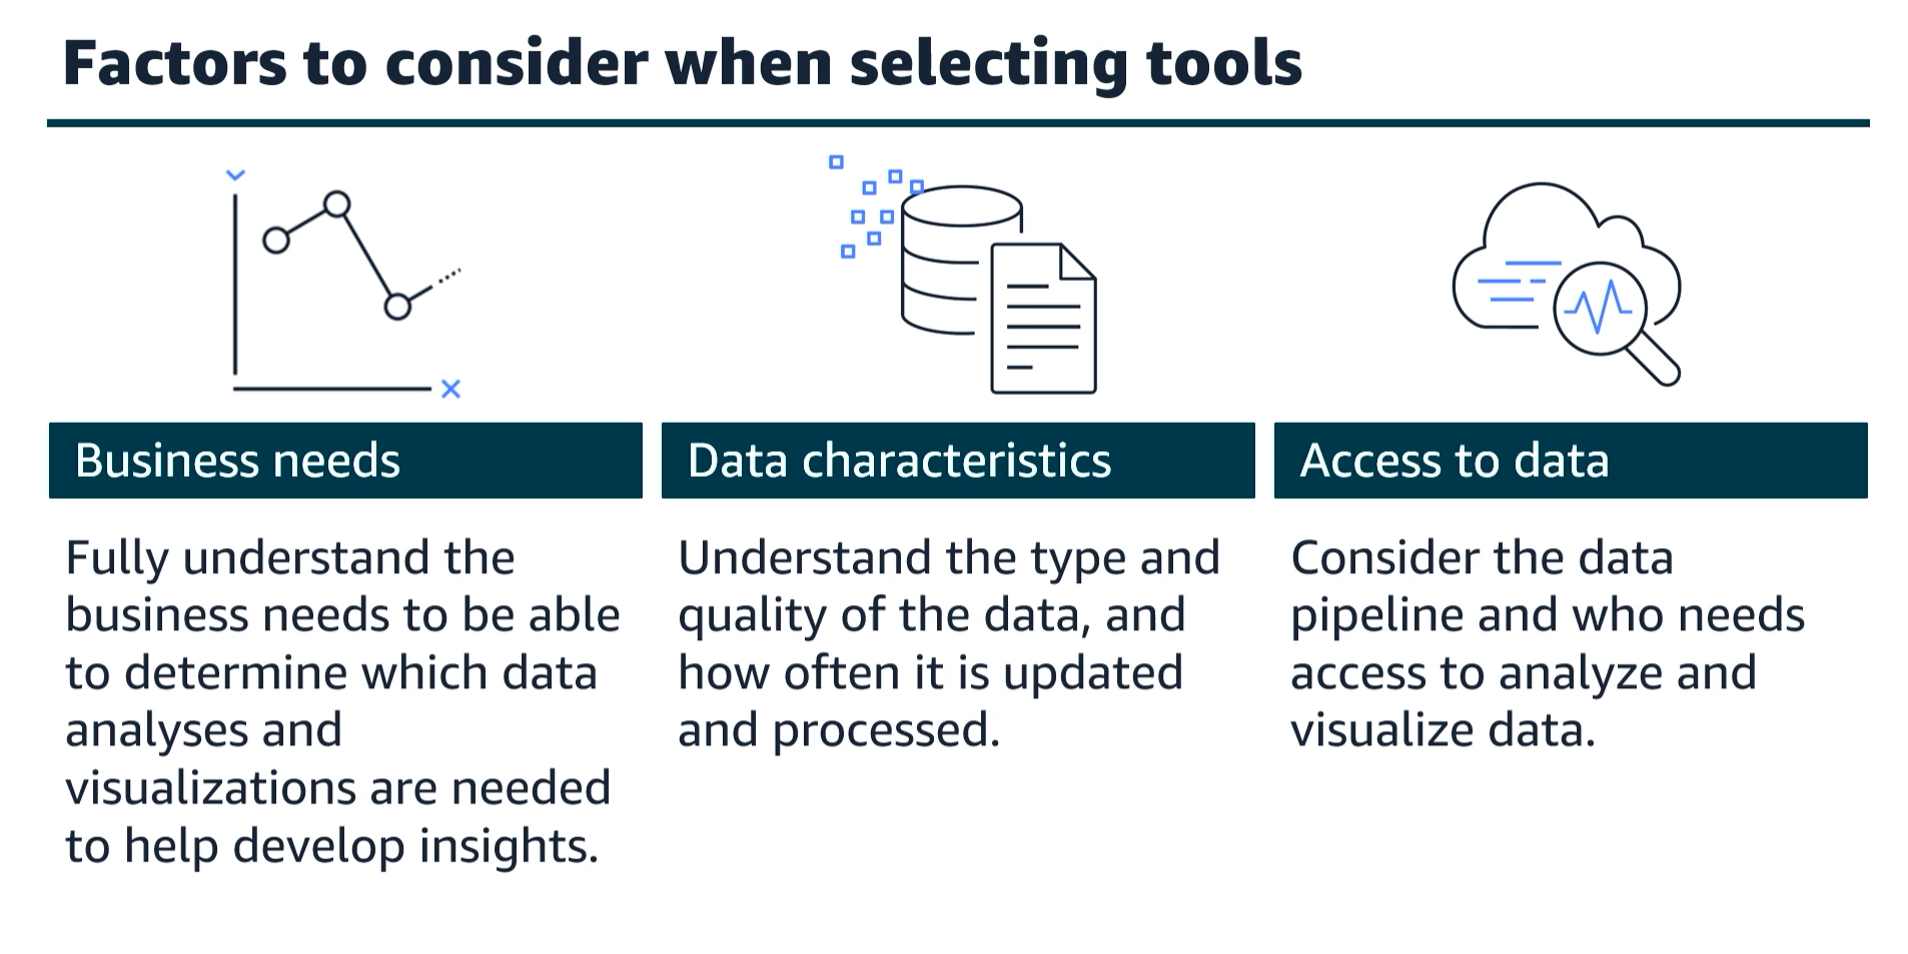 Factors to consider when selecting tools
Business needs
Fully understand the
business needs to be able
to determine which data
analyses and
visualizations are needed
to help develop insights.
Data characteristics
Understand the type and
quality of the data, and
how often it is updated
and processed.
Access to data
Consider the data
pipeline and who needs
access to analyze and
visualize data.